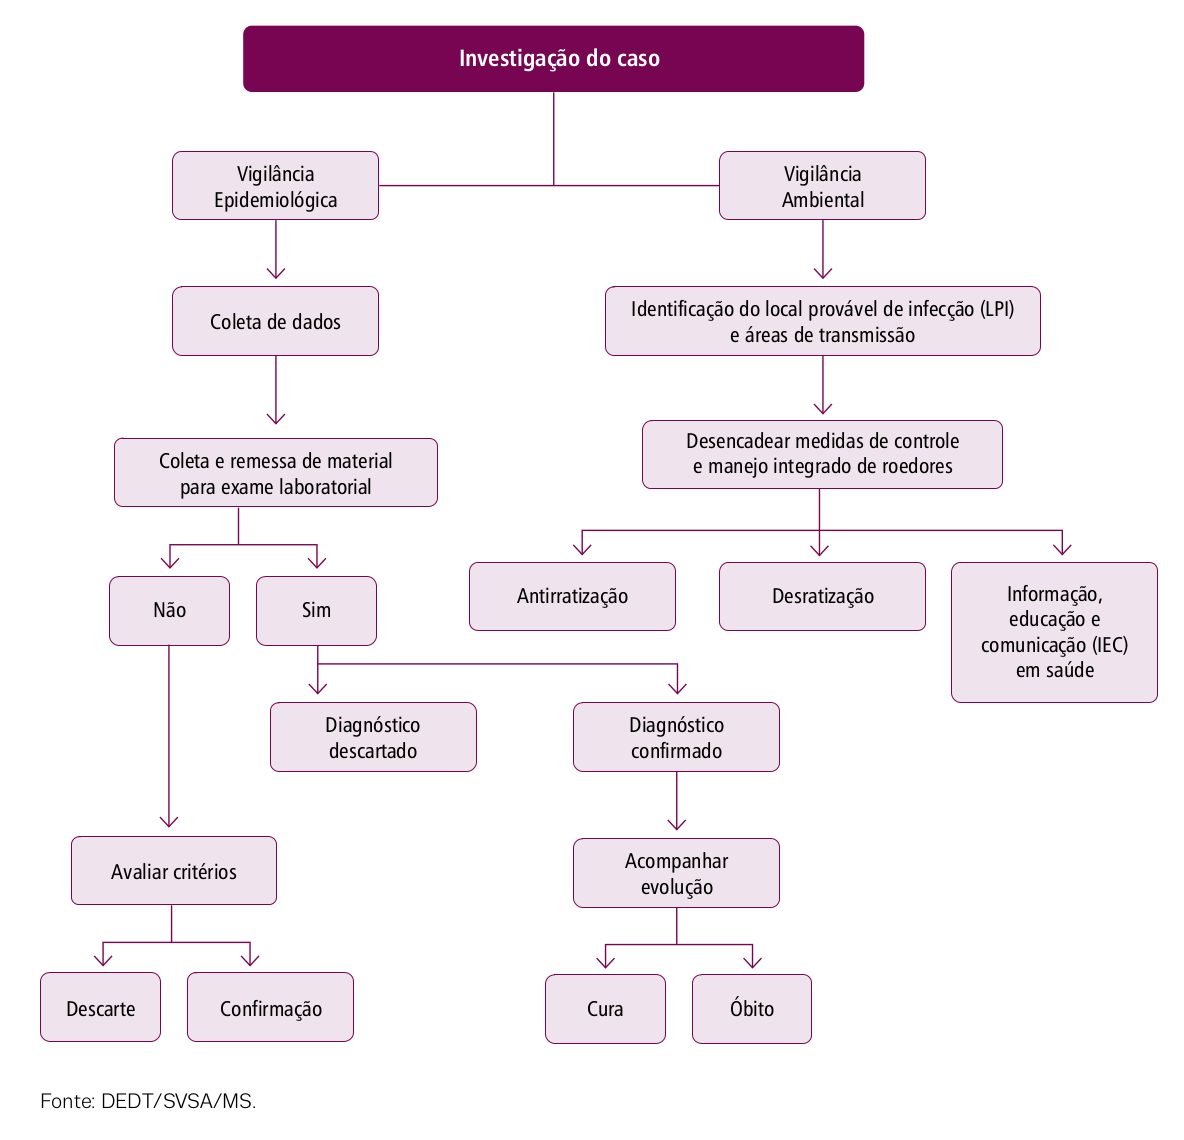 Investigação do caso
Vigilância
Epidemiológica
Vigilância
Ambiental
Coleta de dados
Identificação do local provável de infecção (LPI)
e áreas de transmissão
Coleta e remessa de material
para exame laboratorial
Desencadear medidas de controle
e manejo integrado de roedores
Não
Sim
Antirratização
Desratização
Informação,
educação e
comunicação (IEC)
em saúde
Diagnóstico
descartado
Diagnóstico
confirmado
Avaliar critérios
Acompanhar
evolução
Descarte
Confirmação
Cura
Óbito
Fonte: DEDT/SVSA/MS.